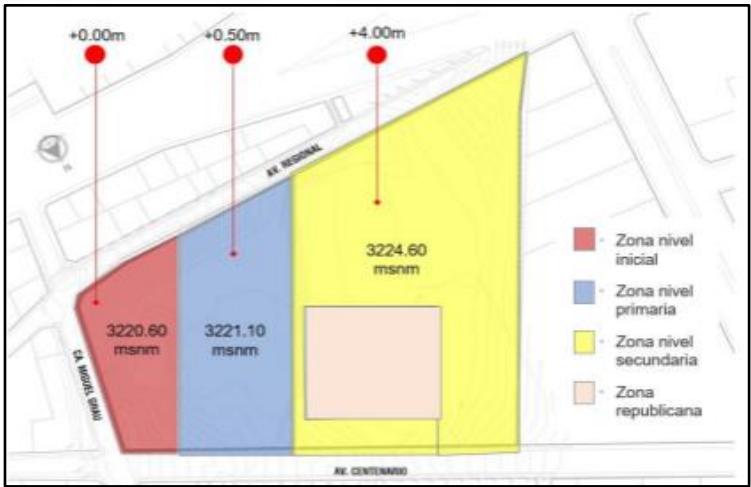 +0.00m
+0.50m
+4.00m
AV. REGIONAL
3224.60
msnm
3220.60
msnm
3221.10
msnm
CA. MIGUEL GRAU
AV. CENTENARIO
- Zona nivel
inicial
- Zona nivel
primaria
- Zona nivel
secundaria
- Zona
republicana